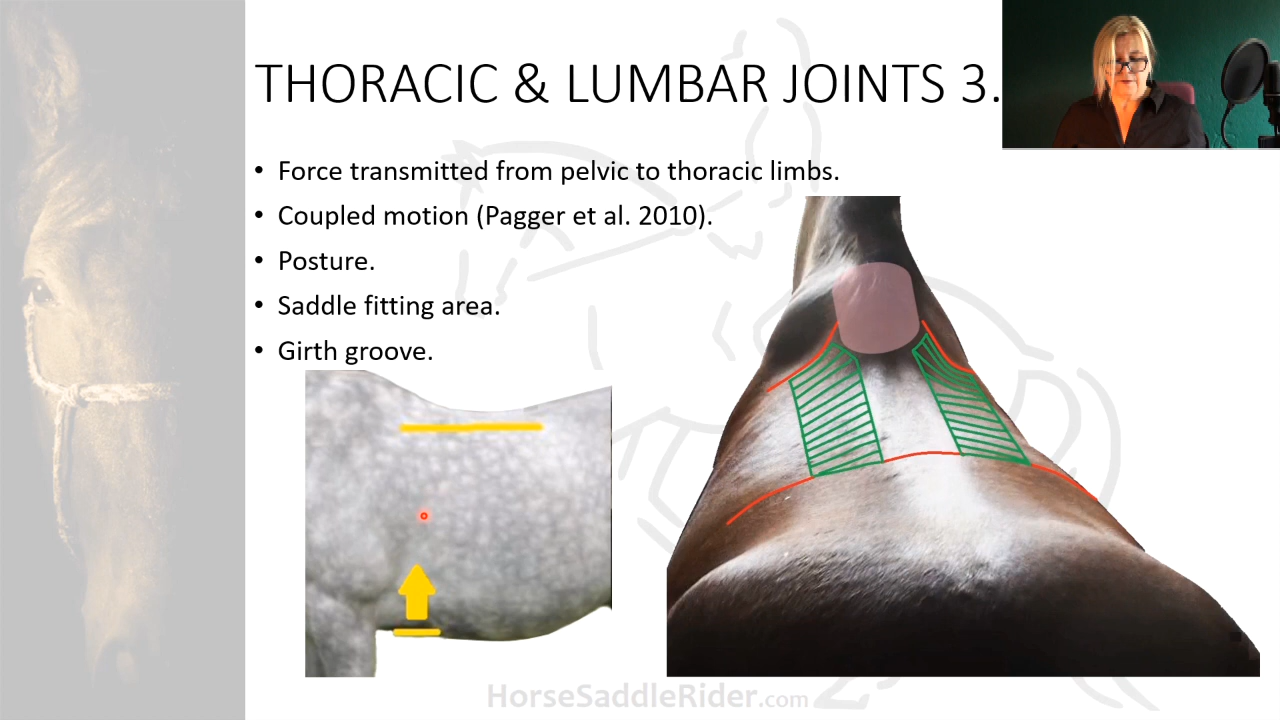 THORACIC & LUMBAR JOINTS 3.
• Force transmitted from pelvic to thoracic limbs.
• Coupled motion (Pagger et al. 2010).
• Posture.
• Saddle fitting area.
• Girth groove.
HorseSaddleRider.com